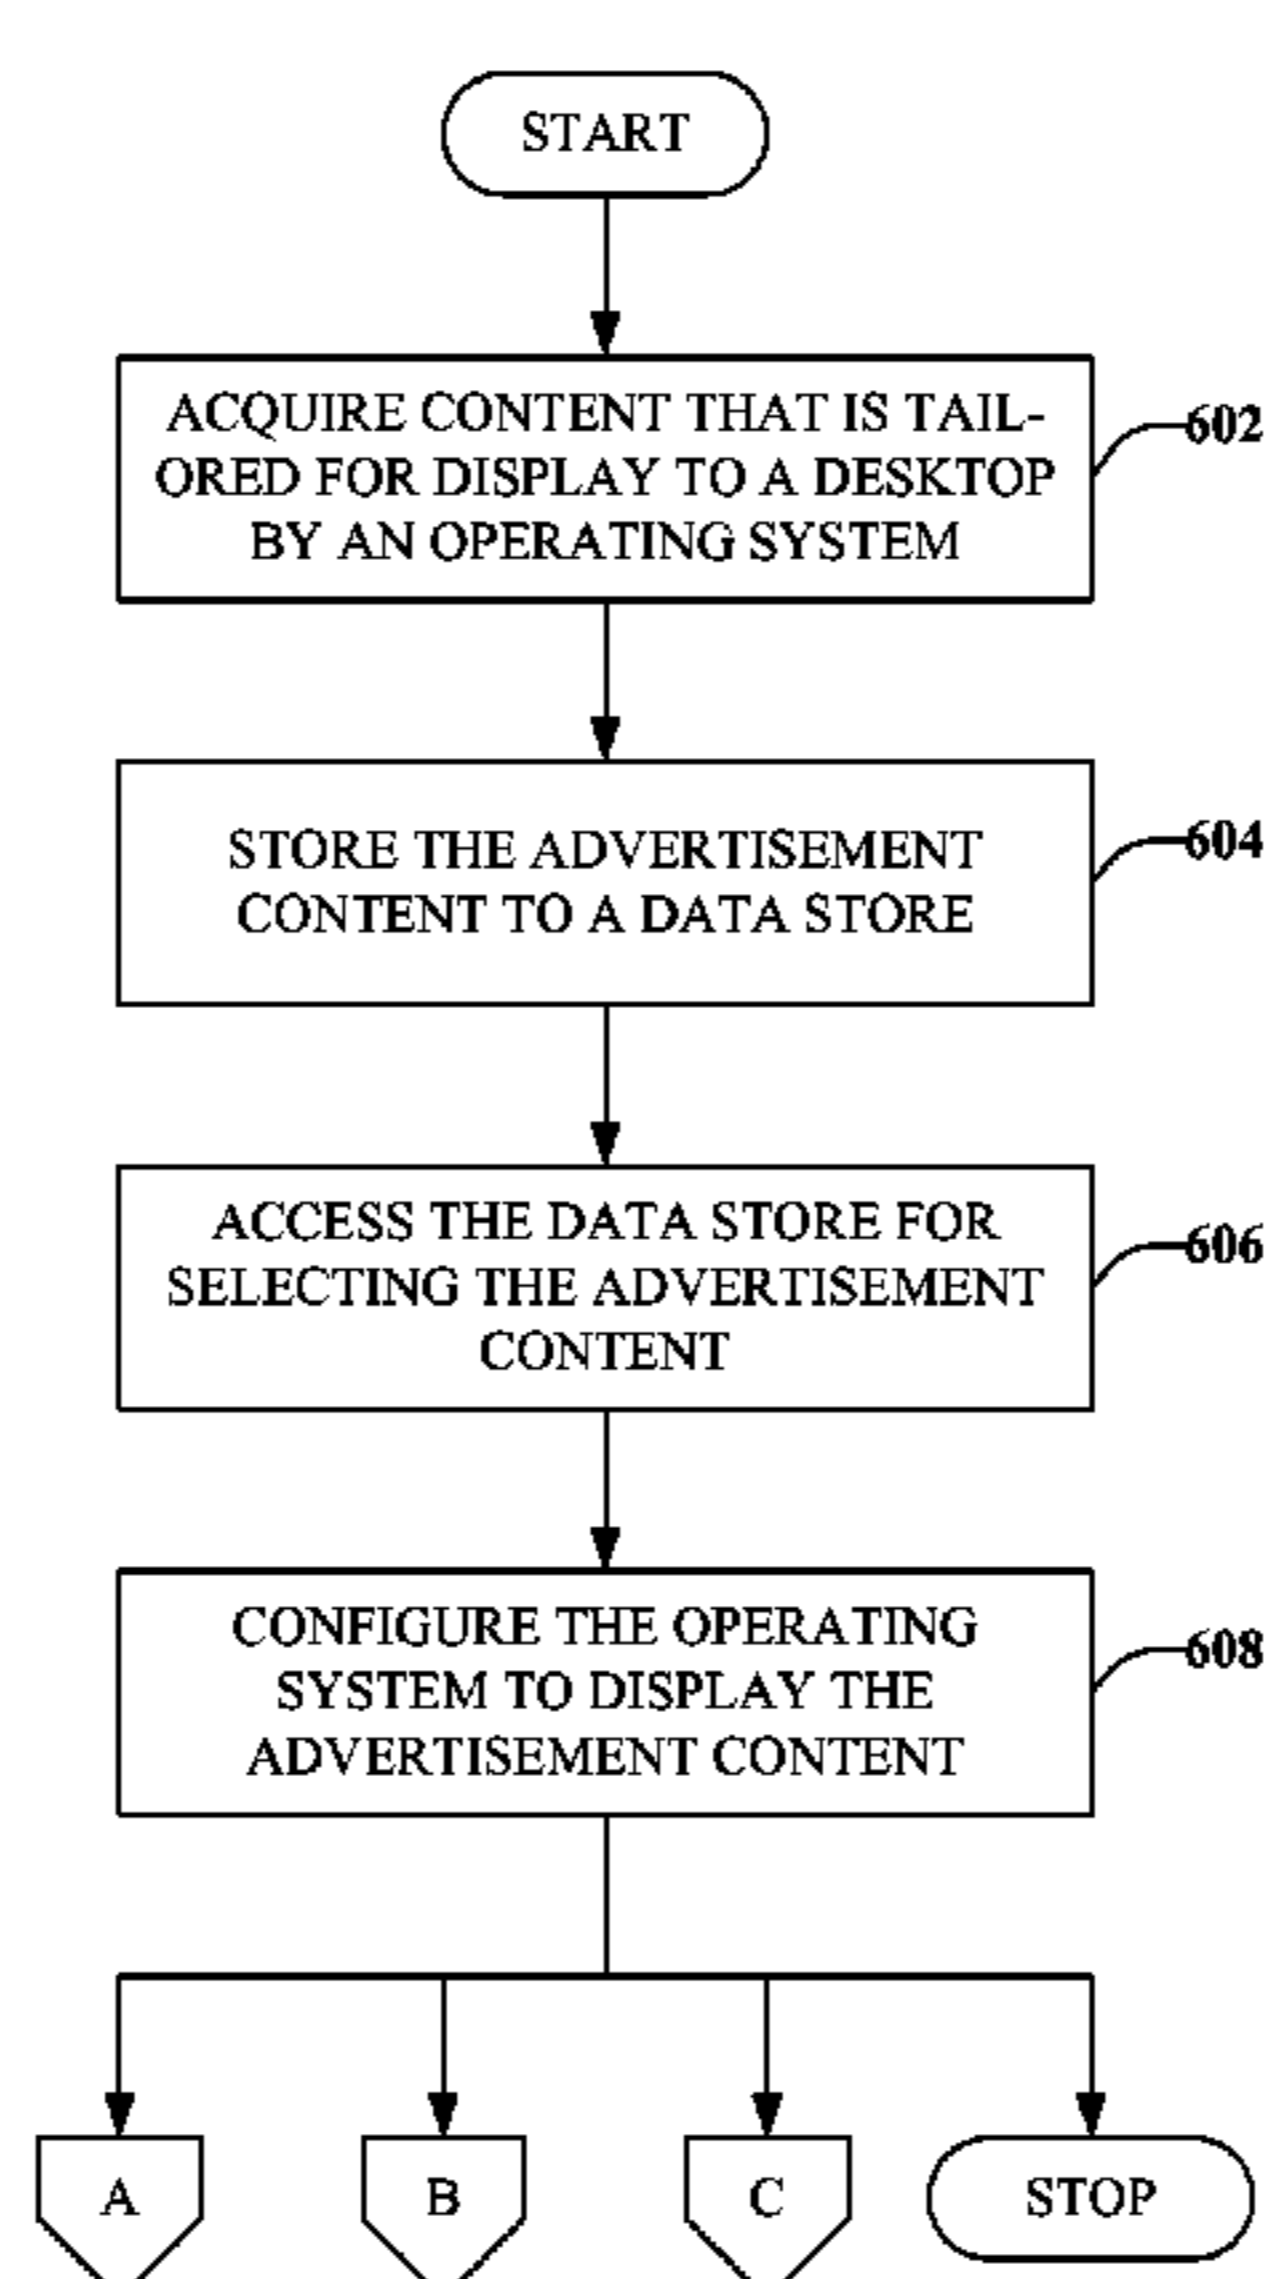 START
ACQUIRE CONTENT THAT IS TAIL-
ORED FOR DISPLAY TO A DESKTOP
BY AN OPERATING SYSTEM
602
STORE THE ADVERTISEMENT
CONTENT TO A DATA STORE
604
ACCESS THE DATA STORE FOR
SELECTING THE ADVERTISEMENT
CONTENT
606
CONFIGURE THE OPERATING
SYSTEM TO DISPLAY THE
ADVERTISEMENT CONTENT
608
A
B
C
STOP